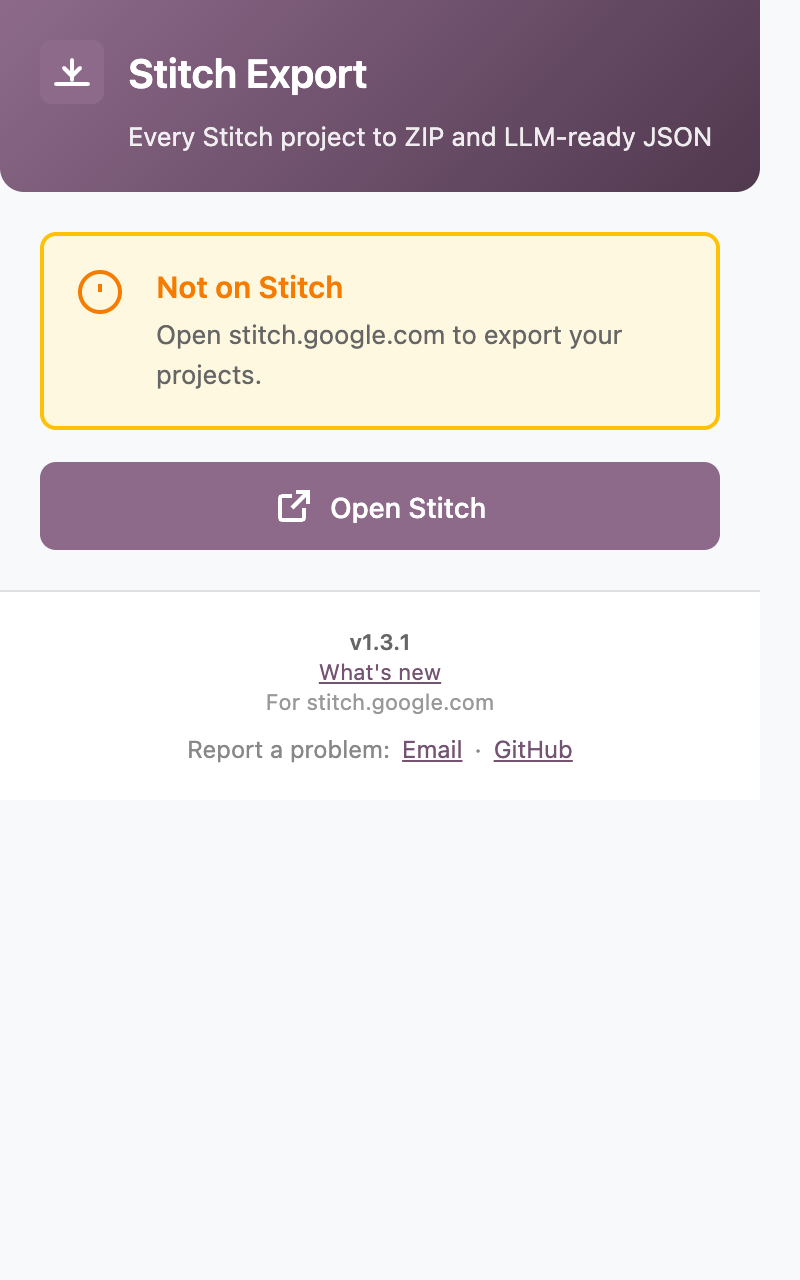 Stitch Export
Every Stitch project to ZIP and LLM-ready JSON
Not on Stitch
Open stitch.google.com to export your
projects.
Open Stitch
v1.3.1
What's new
For stitch.google.com
Report a problem: Email · GitHub